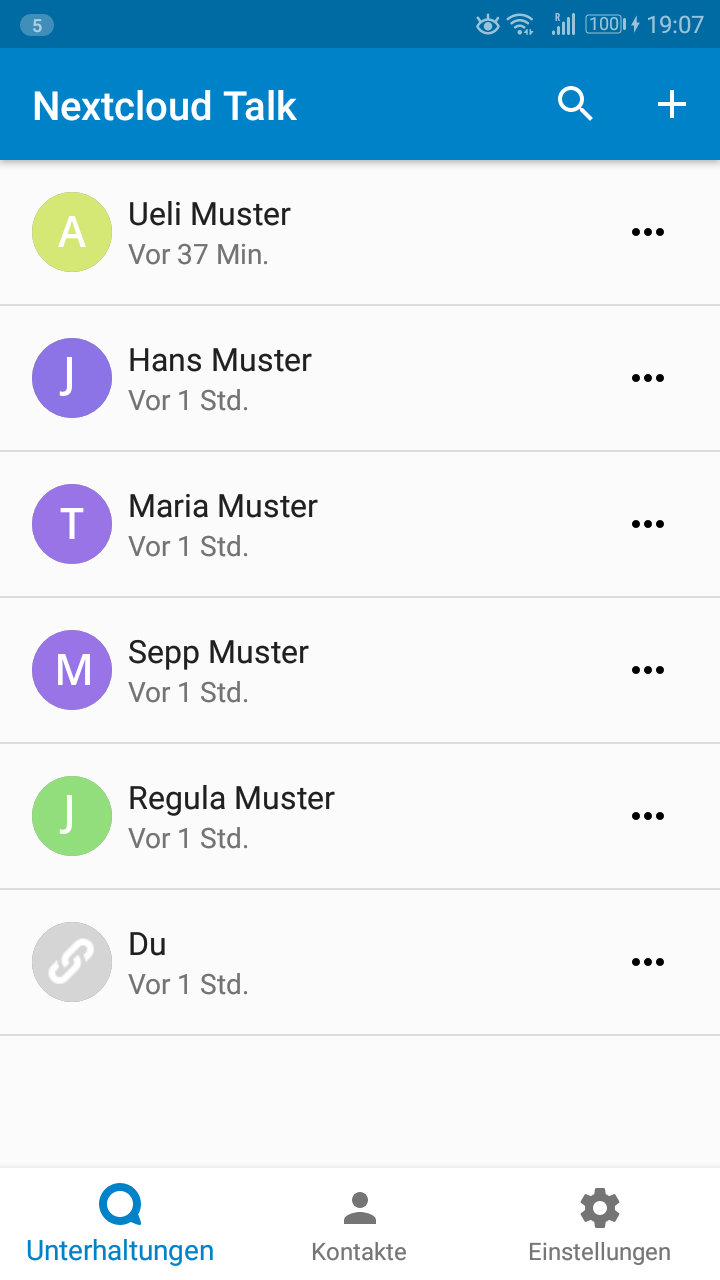 5 R 100 19:07
Nextcloud Talk
A
Ueli Muster
Vor 37 Min.
J
Hans Muster
Vor 1 Std.
T
Maria Muster
Vor 1 Std.
M
Sepp Muster
Vor 1 Std.
J
Regula Muster
Vor 1 Std.
Du
Vor 1 Std.
Unterhaltungen Kontakte Einstellungen